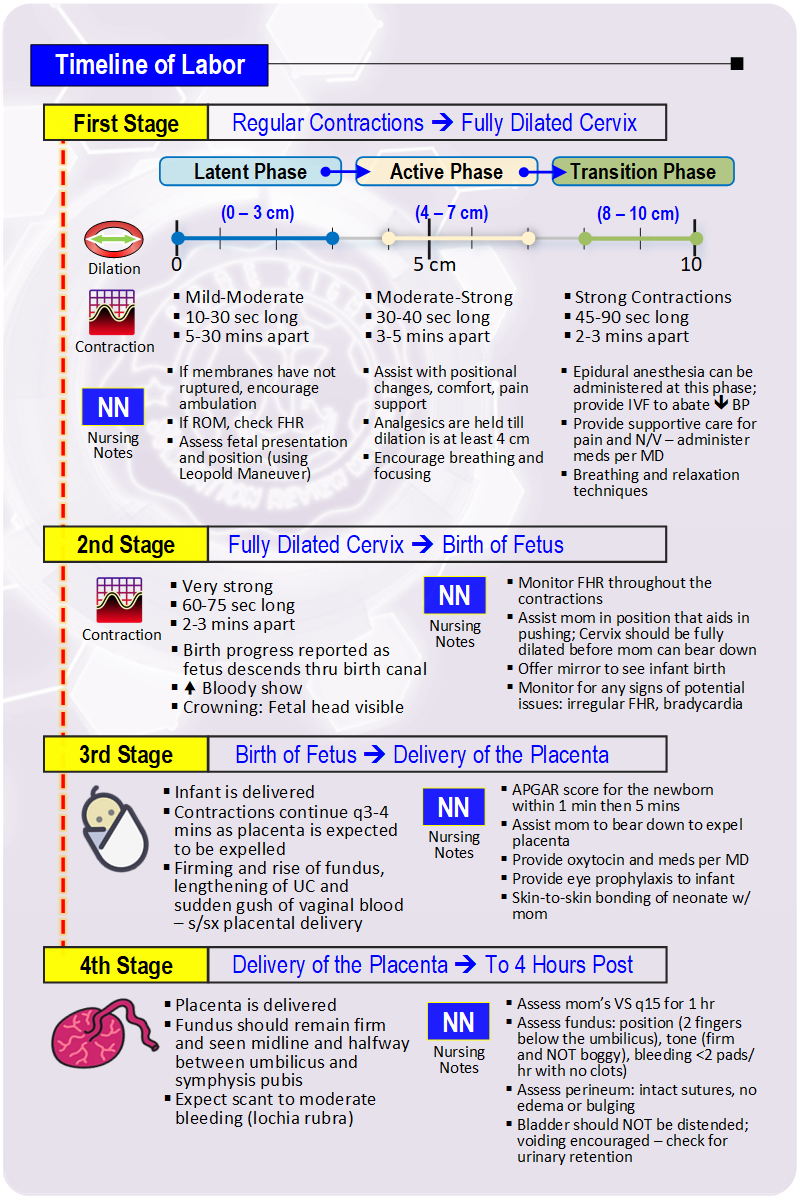 Timeline of Labor
First Stage
Regular Contractions → Fully Dilated Cervix
Latent Phase
Active Phase
Transition Phase
(0 – 3 cm)
(4 – 7 cm)
(8 – 10 cm)
Dilation
0
5 cm
10
Contraction
▪ Mild-Moderate
▪ 10-30 sec long
▪ 5-30 mins apart
▪ Moderate-Strong
▪ 30-40 sec long
▪ 3-5 mins apart
▪ Strong Contractions
▪ 45-90 sec long
▪ 2-3 mins apart
NN
Nursing
Notes
▪ If membranes have not
ruptured, encourage
ambulation
▪ If ROM, check FHR
▪ Assess fetal presentation
and position (using
Leopold Maneuver)
▪ Assist with positional
changes, comfort, pain
support
▪ Analgesics are held till
dilation is at least 4 cm
▪ Encourage breathing and
focusing
▪ Epidural anesthesia can be
administered at this phase;
provide IVF to abate 🡻 BP
▪ Provide supportive care for
pain and N/V – administer
meds per MD
▪ Breathing and relaxation
techniques
2nd Stage
Fully Dilated Cervix → Birth of Fetus
Contraction
▪ Very strong
▪ 60-75 sec long
▪ 2-3 mins apart
▪ Birth progress reported as
fetus descends thru birth canal
▪ 🡹 Bloody show
▪ Crowning: Fetal head visible
NN
Nursing
Notes
▪ Monitor FHR throughout the
contractions
▪ Assist mom in position that aids in
pushing; Cervix should be fully
dilated before mom can bear down
▪ Offer mirror to see infant birth
▪ Monitor for any signs of potential
issues: irregular FHR, bradycardia
3rd Stage
Birth of Fetus → Delivery of the Placenta
▪ Infant is delivered
▪ Contractions continue q3-4
mins as placenta is expected
to be expelled
▪ Firming and rise of fundus,
lengthening of UC and
sudden gush of vaginal blood
– s/sx placental delivery
NN
Nursing
Notes
▪ APGAR score for the newborn
within 1 min then 5 mins
▪ Assist mom to bear down to expel
placenta
▪ Provide oxytocin and meds per MD
▪ Provide eye prophylaxis to infant
▪ Skin-to-skin bonding of neonate w/
mom
4th Stage
Delivery of the Placenta → To 4 Hours Post
▪ Placenta is delivered
▪ Fundus should remain firm
and seen midline and halfway
between umbilicus and
symphysis pubis
▪ Expect scant to moderate
bleeding (lochia rubra)
NN
Nursing
Notes
▪ Assess mom's VS q15 for 1 hr
▪ Assess fundus: position (2 fingers
below the umbilicus), tone (firm
and NOT boggy), bleeding <2 pads/
hr with no clots)
▪ Assess perineum: intact sutures, no
edema or bulging
▪ Bladder should NOT be distended;
voiding encouraged – check for
urinary retention